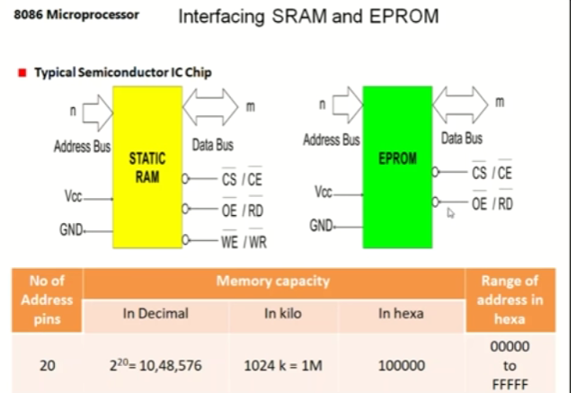 8086 Microprocessor
Interfacing SRAM and EPROM
Typical Semiconductor IC Chip
n
m
Address Bus
Data Bus
STATIC
RAM
CS / CE
Vcc
OE / RD
GND
WE / WR
n
m
Address Bus
Data Bus
EPROM
CS / CE
Vcc
OE / RD
GND
No of
Address
pins
Memory capacity
Range of
address in
hexa
In Decimal
In kilo
In hexa
20
2²⁰= 10,48,576
1024 k = 1M
100000
00000
to
FFFFF